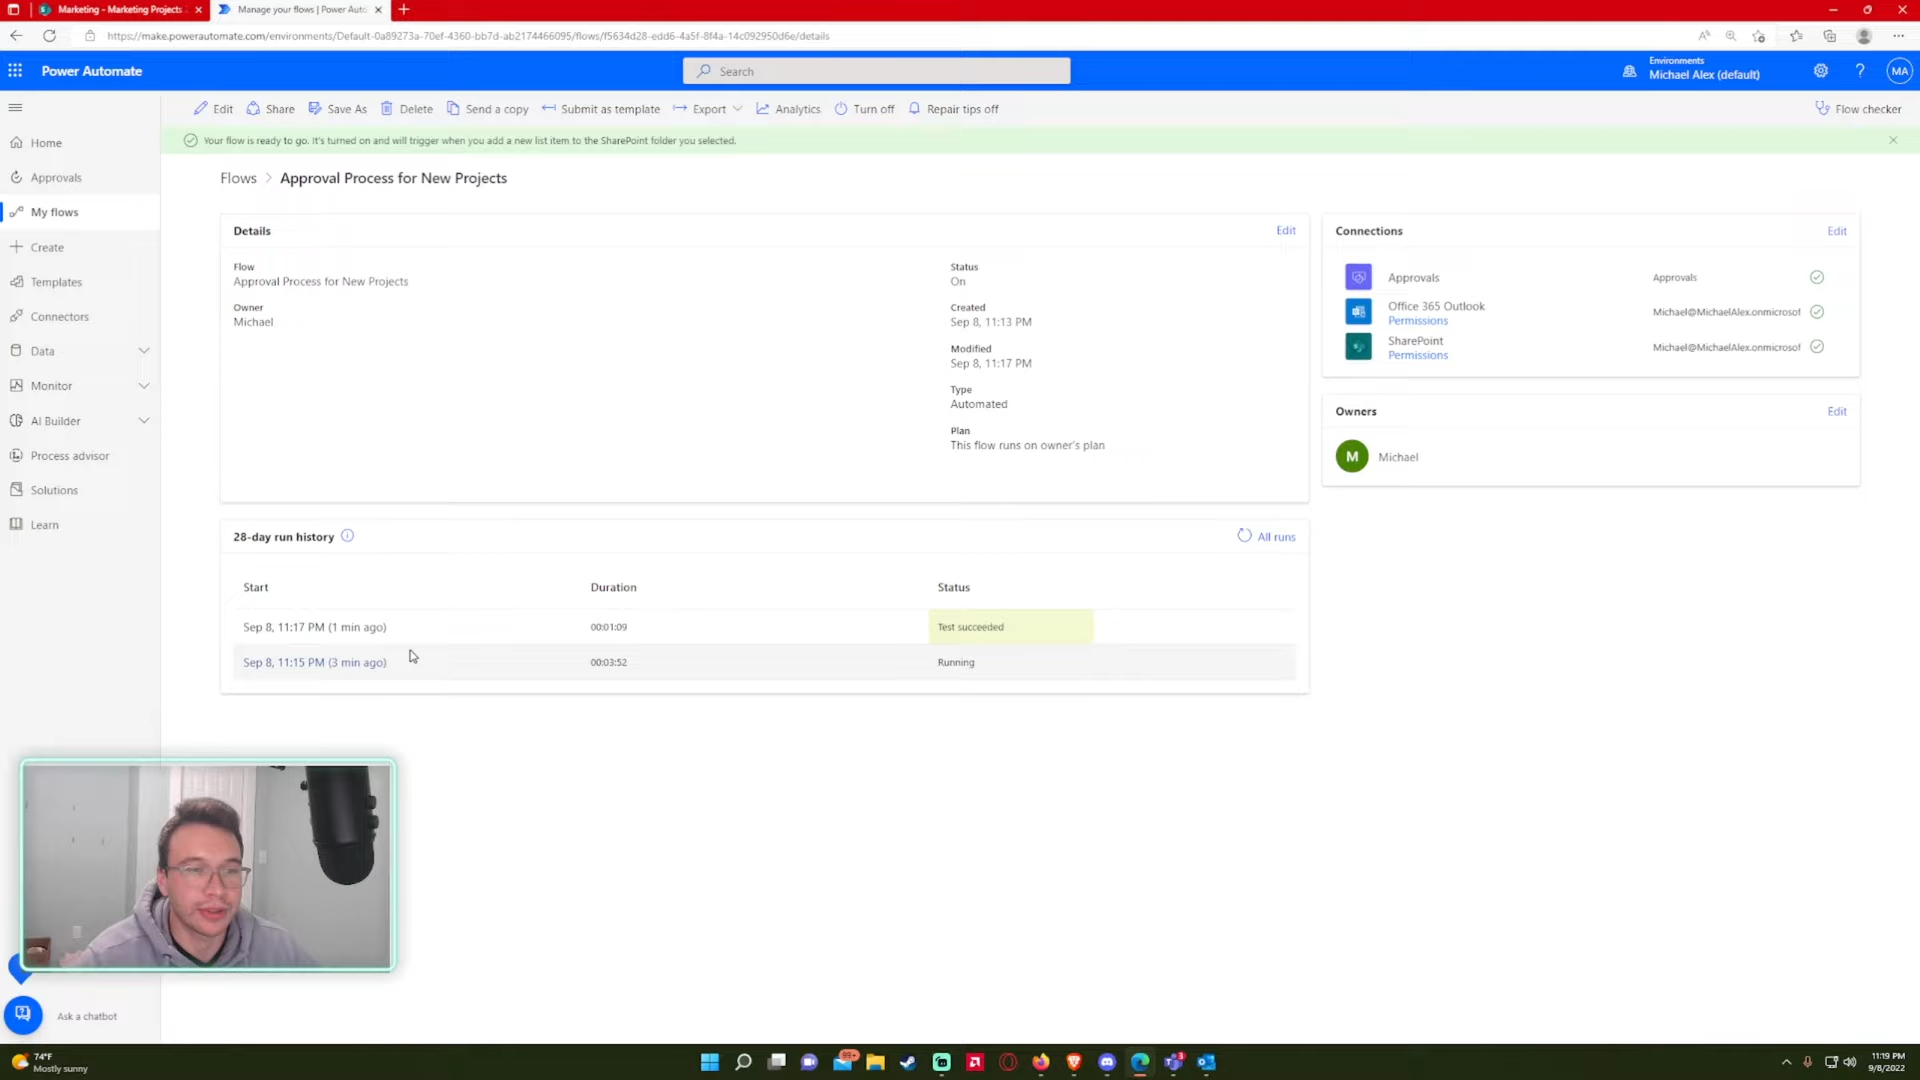 Marketing - Marketing Projects
Manage your flows | Power Auto
https://make.powerautomate.com/environments/Default-0a89273a-70ef-4360-bb7d-ab2174466095/flows/f5634d28-edd6-4a5f-8f4a-14c092950d6e/details
Power Automate
Search
Environments
Michael Alex (default)
?
MA
Edit
Share
Save As
Delete
Send a copy
Submit as template
Export
Analytics
Turn off
Repair tips off
Flow checker
Your flow is ready to go. It's turned on and will trigger when you add a new list item to the SharePoint folder you selected.
Home
Approvals
My flows
Create
Templates
Connectors
Data
Monitor
AI Builder
Process advisor
Solutions
Learn
Flows > Approval Process for New Projects
Details
Edit
Flow
Approval Process for New Projects
Owner
Michael
Status
On
Created
Sep 8, 11:13 PM
Modified
Sep 8, 11:17 PM
Type
Automated
Plan
This flow runs on owner's plan
Connections
Edit
Approvals
Approvals
Office 365 Outlook
Permissions
Michael@MichaelAlex.onmicrosof
SharePoint
Permissions
Michael@MichaelAlex.onmicrosof
Owners
Edit
M
Michael
28-day run history
All runs
Start
Duration
Status
Sep 8, 11:17 PM (1 min ago)
00:01:09
Test succeeded
Sep 8, 11:15 PM (3 min ago)
00:03:52
Running
Ask a chatbot
74°F
Mostly sunny
99+
3
11:19 PM
9/8/2022